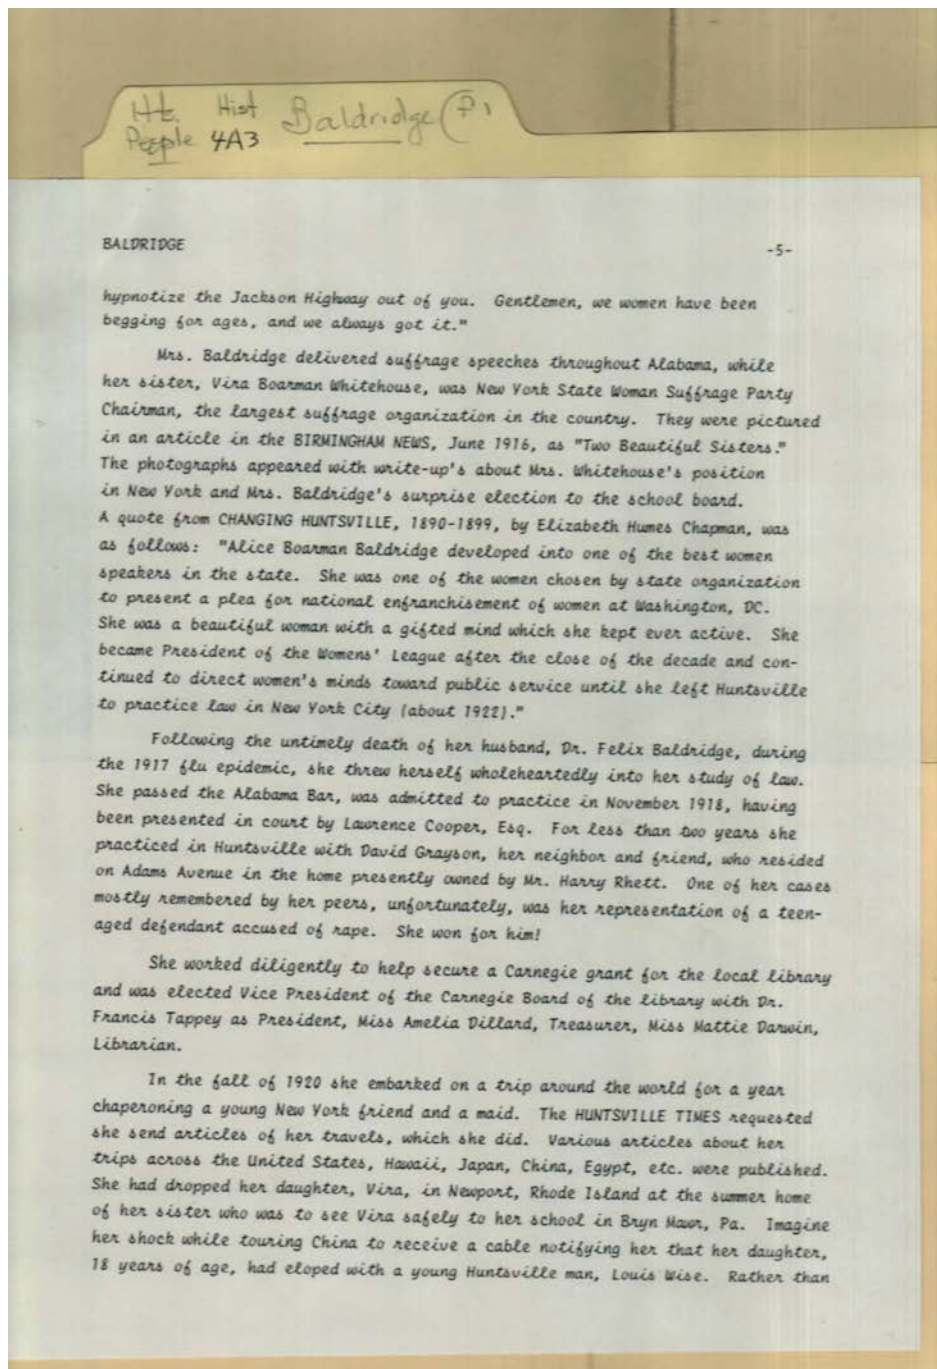 Ht. Hist Baldridge (P)
People 4A3
BALDRIDGE -5-
hypnotize the Jackson Highway out of you. Gentlemen, we women have been
begging for ages, and we always got it."
Mrs. Baldridge delivered suffrage speeches throughout Alabama, while
her sister, Vira Boarman Whitehouse, was New York State Woman Suffrage Party
Chairman, the largest suffrage organization in the country. They were pictured
in an article in the BIRMINGHAM NEWS, June 1916, as "Two Beautiful Sisters."
The photographs appeared with write-up's about Mrs. Whitehouse's position
in New York and Mrs. Baldridge's surprise election to the school board.
A quote from CHANGING HUNTSVILLE, 1890-1899, by Elizabeth Humes Chapman, was
as follows: "Alice Boarman Baldridge developed into one of the best women
speakers in the state. She was one of the women chosen by state organization
to present a plea for national enfranchisement of women at Washington, DC.
She was a beautiful woman with a gifted mind which she kept ever active. She
became President of the Womens' League after the close of the decade and con-
tinued to direct women's minds toward public service until she left Huntsville
to practice law in New York City (about 1922)."
Following the untimely death of her husband, Dr. Felix Baldridge, during
the 1917 flu epidemic, she threw herself wholeheartedly into her study of law.
She passed the Alabama Bar, was admitted to practice in November 1918, having
been presented in court by Lawrence Cooper, Esq. For less than two years she
practiced in Huntsville with David Grayson, her neighbor and friend, who resided
on Adams Avenue in the home presently owned by Mr. Harry Rhett. One of her cases
mostly remembered by her peers, unfortunately, was her representation of a teen-
aged defendant accused of rape. She won for him!
She worked diligently to help secure a Carnegie grant for the local library
and was elected Vice President of the Carnegie Board of the library with Dr.
Francis Tappey as President, Miss Amelia Dillard, Treasurer, Miss Mattie Darwin,
Librarian.
In the fall of 1920 she embarked on a trip around the world for a year
chaperoning a young New York friend and a maid. The HUNTSVILLE TIMES requested
she send articles of her travels, which she did. Various articles about her
trips across the United States, Hawaii, Japan, China, Egypt, etc. were published.
She had dropped her daughter, Vira, in Newport, Rhode Island at the summer home
of her sister who was to see Vira safely to her school in Bryn Mawr, Pa. Imagine
her shock while touring China to receive a cable notifying her that her daughter,
18 years of age, had eloped with a young Huntsville man, Louis Wise. Rather than